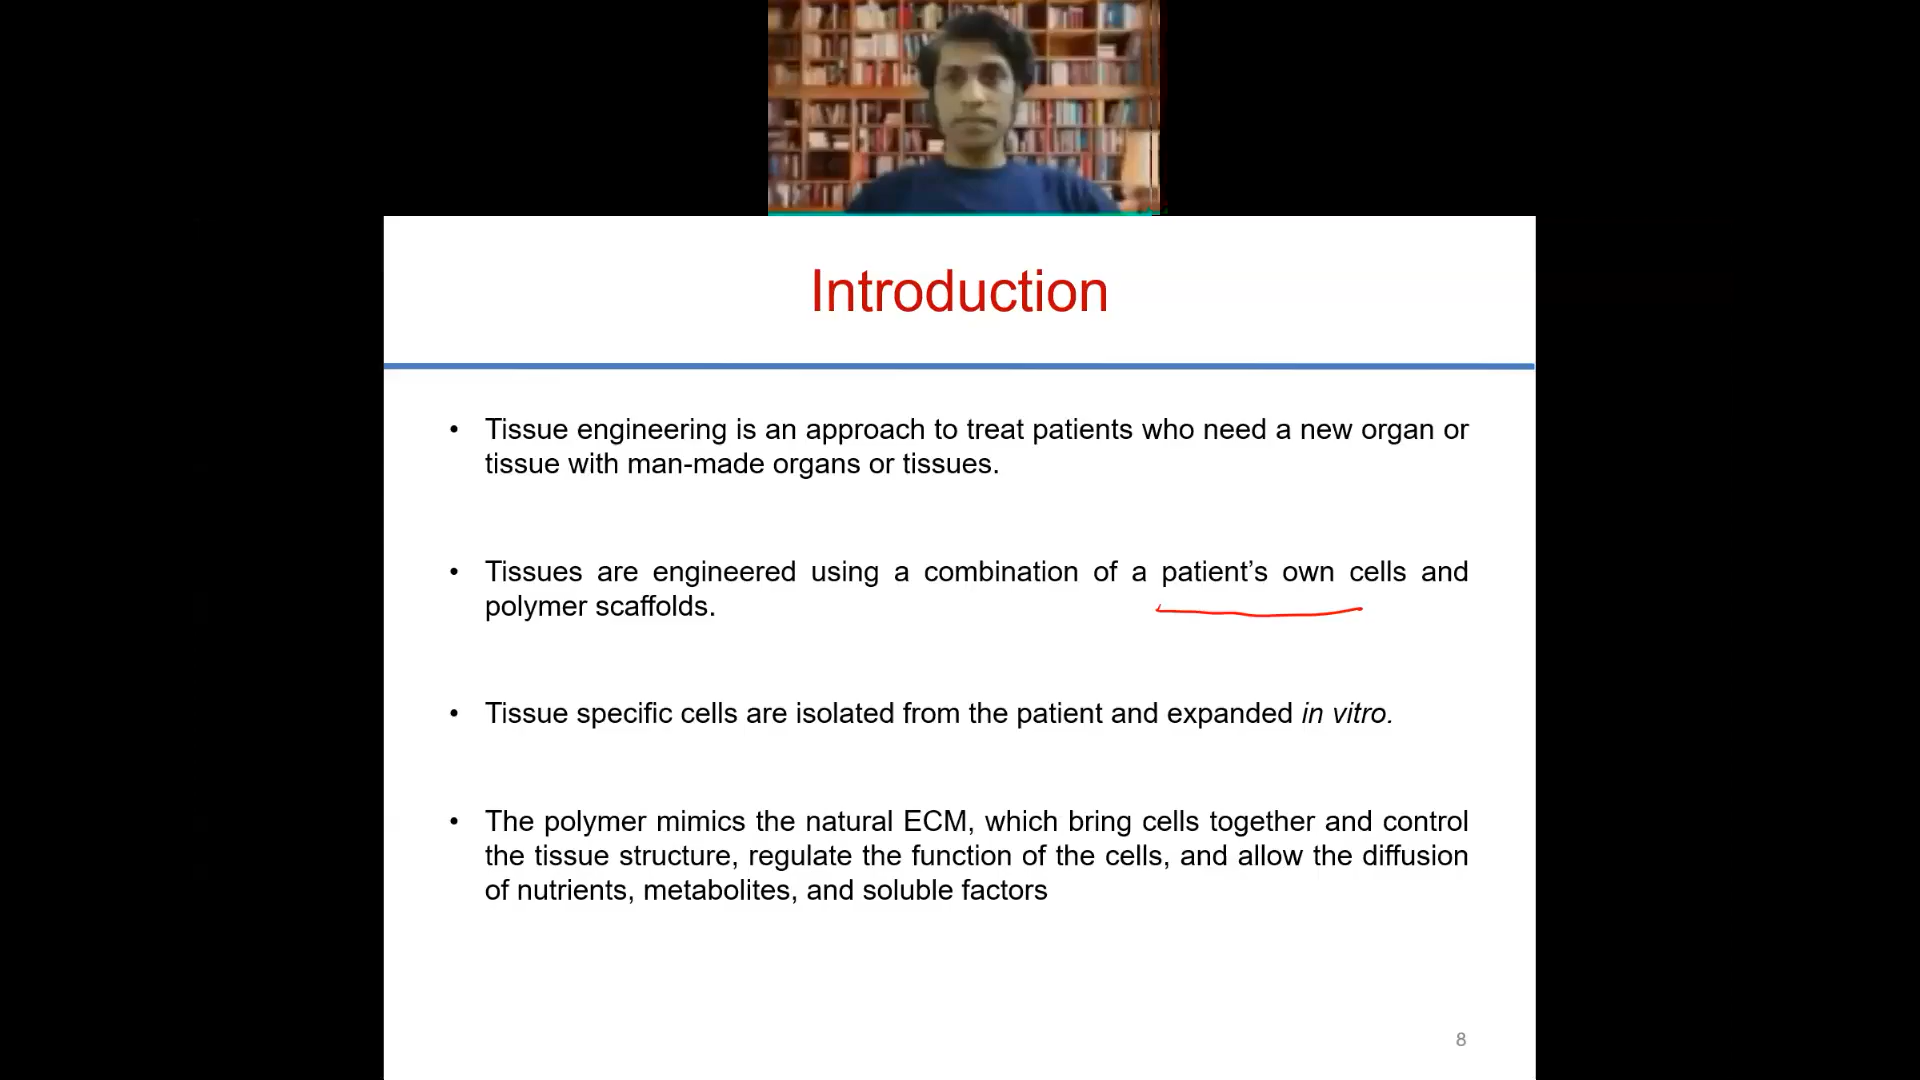 Introduction
• Tissue engineering is an approach to treat patients who need a new organ or
tissue with man-made organs or tissues.
• Tissues are engineered using a combination of a patient’s own cells and
polymer scaffolds.
• Tissue specific cells are isolated from the patient and expanded in vitro.
• The polymer mimics the natural ECM, which bring cells together and control
the tissue structure, regulate the function of the cells, and allow the diffusion
of nutrients, metabolites, and soluble factors
8